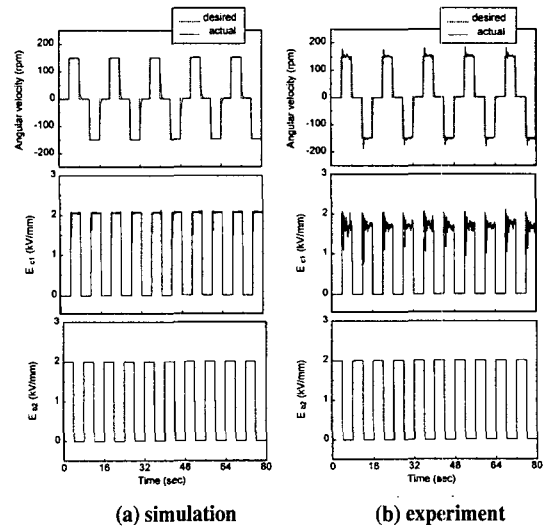 desired
actual
200
100
0
-100
-200
Angular velocity (rpm)
3
2
1
0
E c1 (kV/mm)
3
2
1
0
E a2 (kV/mm)
0 16 32 48 64 80
Time (sec)
(a) simulation
desired
actual
200
100
0
-100
-200
Angular velocity (rpm)
3
2
1
0
E c1 (kV/mm)
3
2
1
0
E a2 (kV/mm)
0 16 32 48 64 80
Time (sec)
(b) experiment